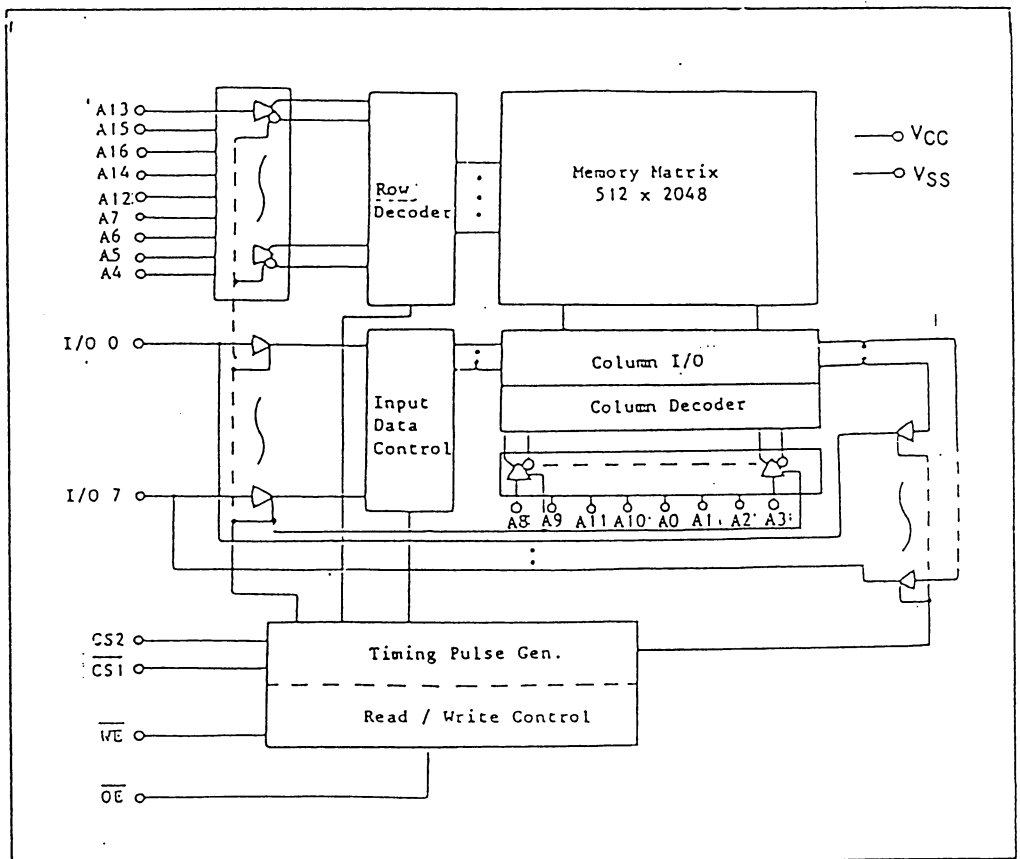 A13
A15
A16
A14
A12
A7
A6
A5
A4
Row
Decoder
Memory Matrix
512 x 2048
VCC
VSS
I/O 0
I/O 7
Input
Data
Control
Column I/O
Column Decoder
A8 A9 A11 A10 A0 A1 A2 A3
CS2
CS1
WE
OE
Timing Pulse Gen.
Read / Write Control